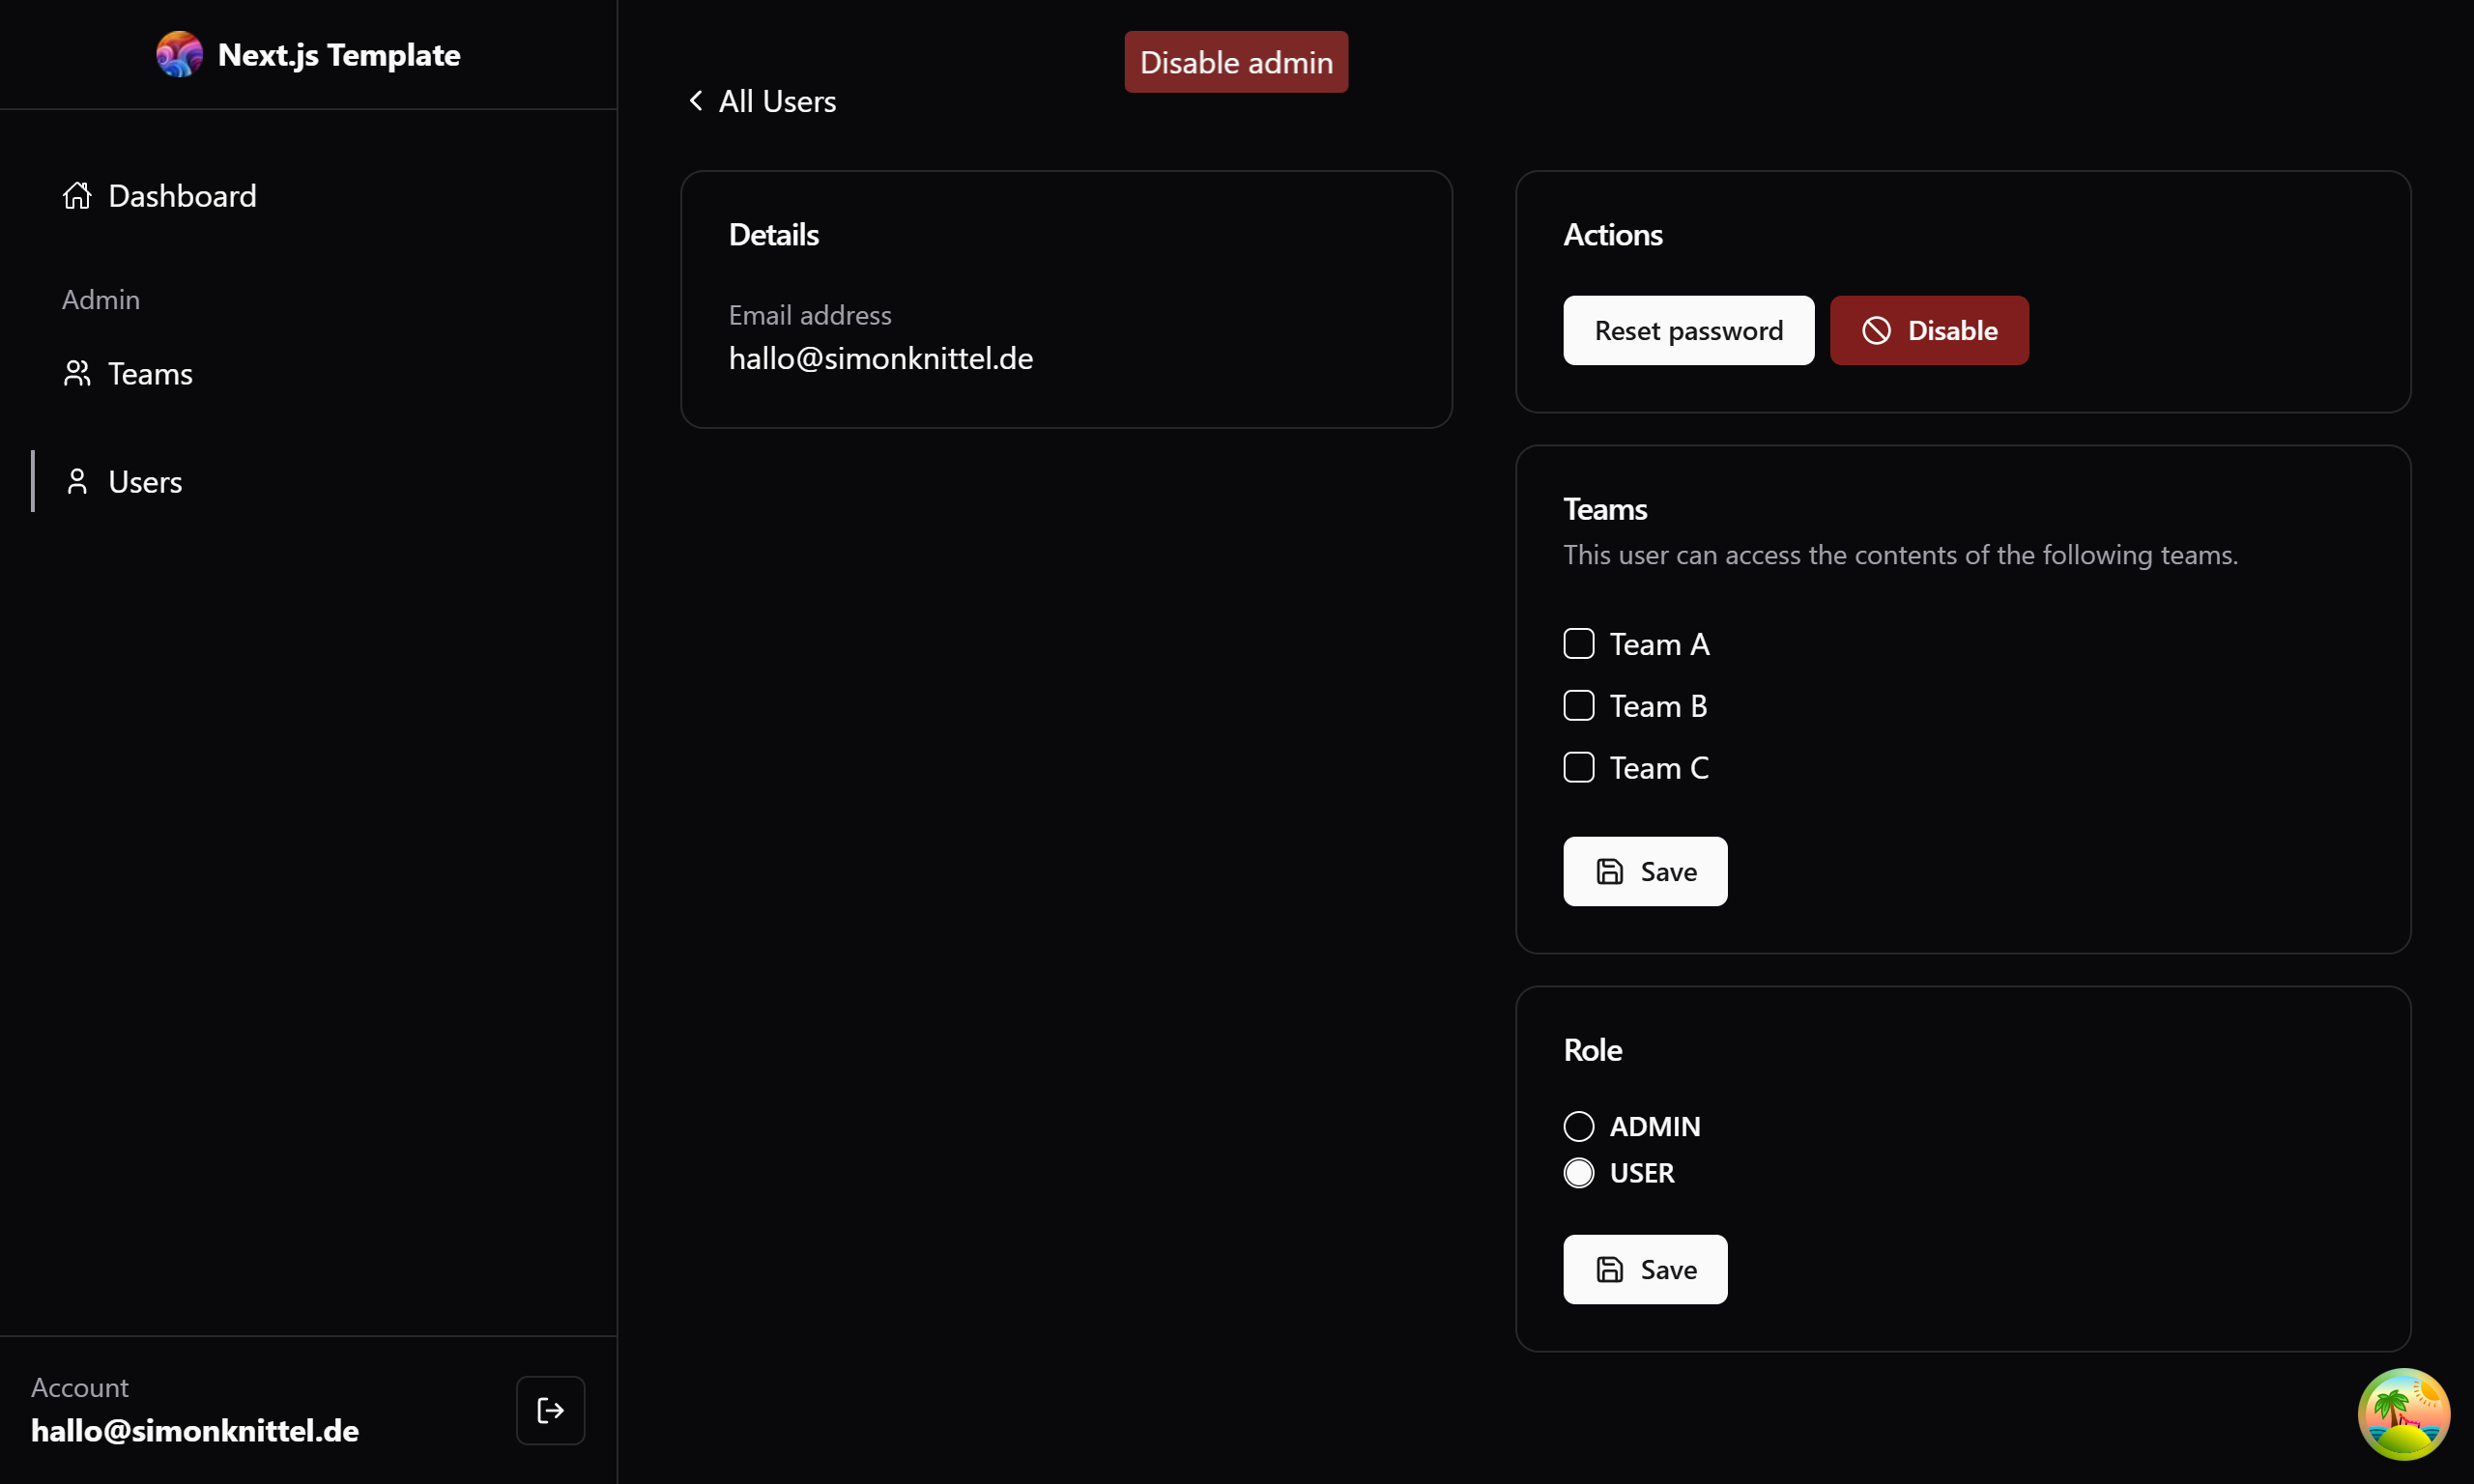 Next.js Template
Dashboard
Admin
Teams
Users
Account
hallo@simonknittel.de
Disable admin
All Users
Details
Email address
hallo@simonknittel.de
Actions
Reset password
Disable
Teams
This user can access the contents of the following teams.
Team A
Team B
Team C
Save
Role
ADMIN
USER
Save